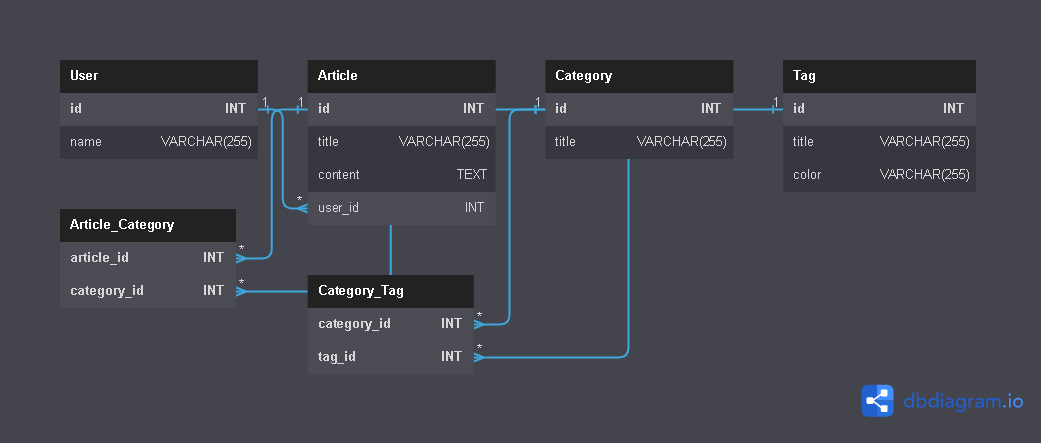 User
id INT
name VARCHAR(255)
Article
id INT
title VARCHAR(255)
content TEXT
user_id INT
Category
id INT
title VARCHAR(255)
Tag
id INT
title VARCHAR(255)
color VARCHAR(255)
Article_Category
article_id INT
category_id INT
Category_Tag
category_id INT
tag_id INT
1
1
1
1
*
*
*
*
*
dbdiagram.io